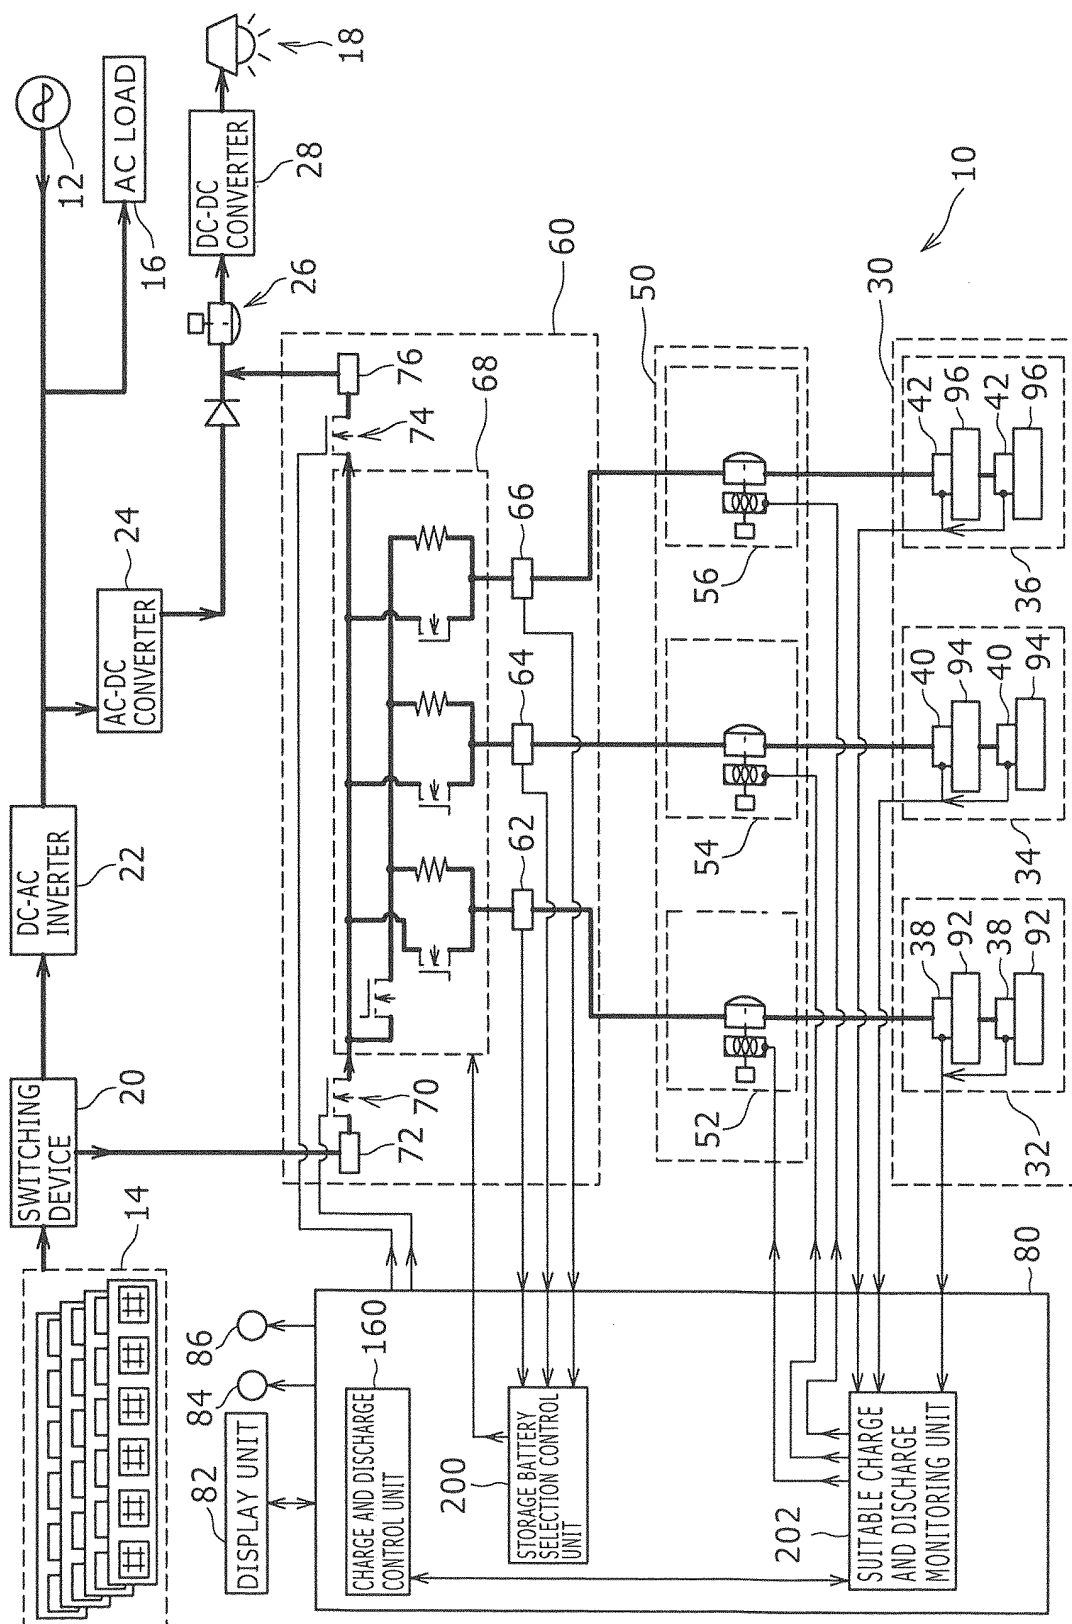 14
SWITCHING
DEVICE
20
DC-AC
INVERTER
22
AC-DC
CONVERTER
24
12
AC LOAD
16
DC-DC
CONVERTER
28
18
26
10
86
84
DISPLAY UNIT
82
72
70
74
76
68
60
62
64
66
50
52
54
56
30
38
92
38
92
32
40
94
40
94
34
42
96
42
96
36
80
CHARGE AND DISCHARGE
CONTROL UNIT
160
STORAGE BATTERY
SELECTION CONTROL
UNIT
200
SUITABLE CHARGE
AND DISCHARGE
MONITORING UNIT
202